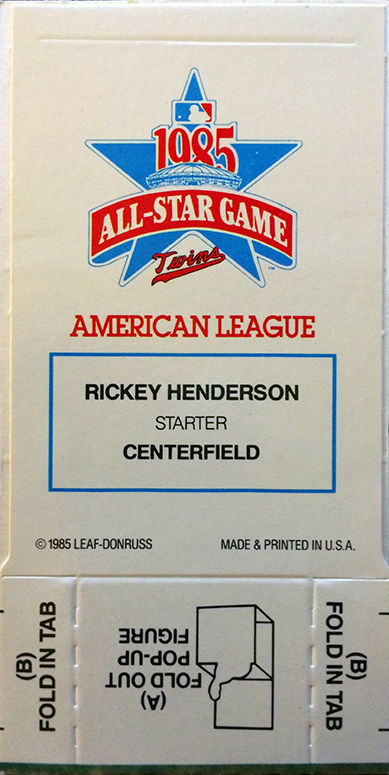 1985
ALL-STAR GAME
Twins
AMERICAN LEAGUE
RICKEY HENDERSON
STARTER
CENTERFIELD
© 1985 LEAF-DONRUSS MADE & PRINTED IN U.S.A.
(B)
FOLD IN TAB
(A)
FOLD OUT
POP-UP
FIGURE
(B)
FOLD IN TAB